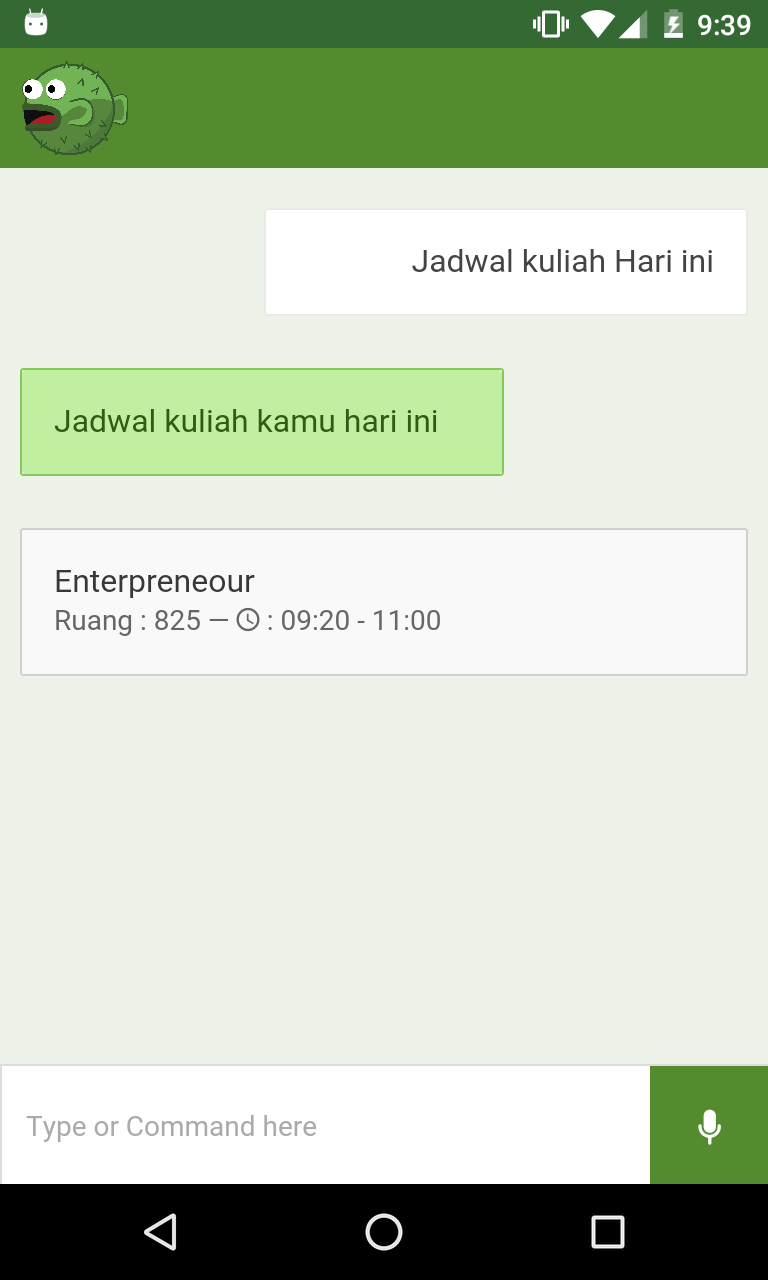 9:39
Jadwal kuliah Hari ini
Jadwal kuliah kamu hari ini
Enterpreneour
Ruang : 825 — : 09:20 - 11:00
Type or Command here